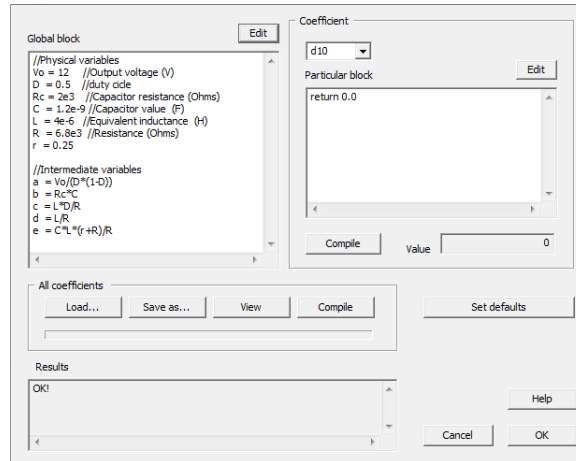 Global block
Edit
//Physical variables
Vo = 12 //Output voltage (V)
D = 0.5 //duty cicle
Rc = 2e3 //Capacitor resistance (Ohms)
C = 1.2e-9 //Capacitor value (F)
L = 4e-6 //Equivalent inductance (H)
R = 6.8e3 //Resistance (Ohms)
r = 0.25
//Intermediate variables
a = Vo/(D*(1-D))
b = Rc*C
c = L*D/R
d = L/R
e = C*L*(r+R)/R
Coefficient
d10
Particular block
Edit
return 0.0
Compile
Value
0
All coefficients
Load...
Save as...
View
Compile
Set defaults
Results
OK!
Help
Cancel
OK